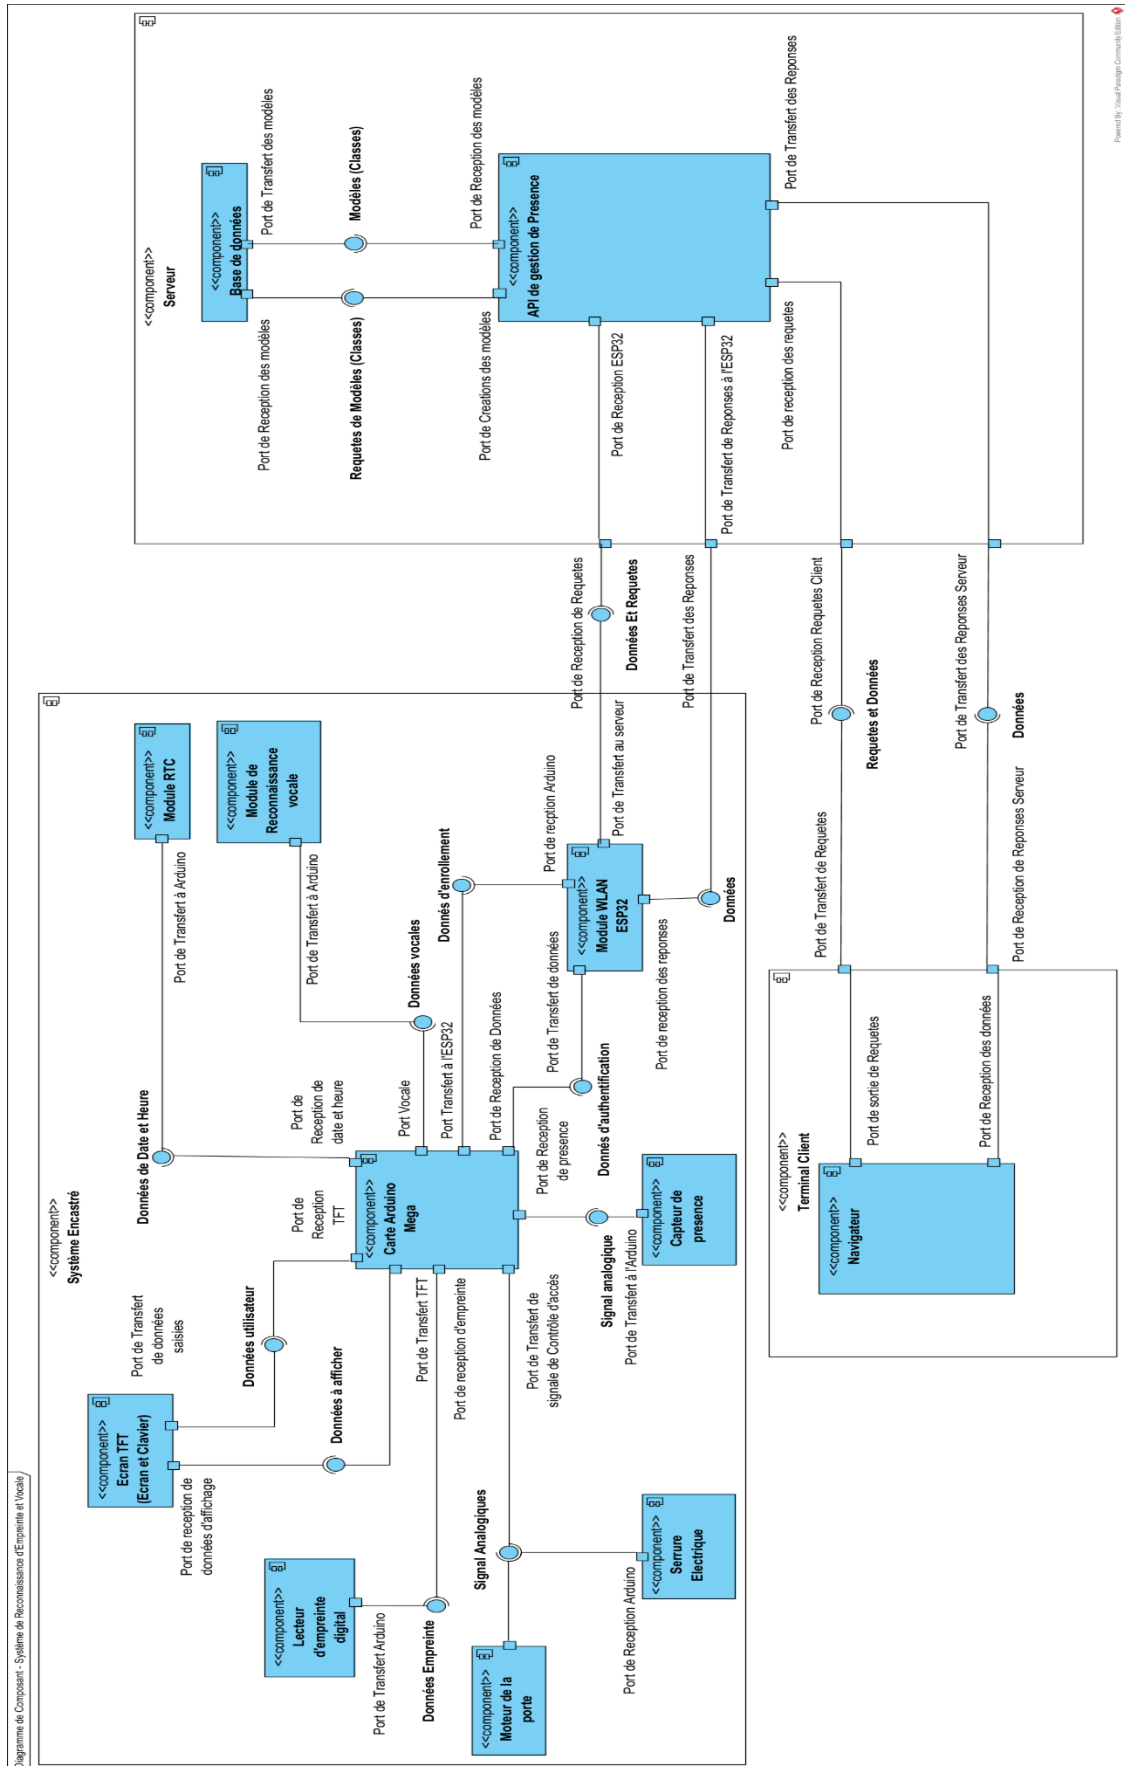 Diagramme de Composant - Système de Reconnaissance d'Empreinte et Vocale
<<component>>
Système Encastré
<<component>>
Ecran TFT
(Ecran et Clavier)
Port de Transfert
de données
saisies
Port de reception de
données d'affichage
Données utilisateur
Données à afficher
<<component>>
Lecteur
d'empreinte
digital
Port de Transfert Arduino
Données Empreinte
<<component>>
Moteur de la
porte
Signal Analogiques
<<component>>
Serrure
Electrique
Port de Reception Arduino
Données de Date et Heure
Port de
Reception
TFT
Port de
Reception de
date et heure
<<component>>
Carte Arduino
Mega
Port de Transfert TFT
Port de reception d'empreinte
Port de Transfert de
signale de Contrôle d'accès
Port Vocale
Port Transfert à l'ESP32
Port de Reception de Données
Port de Reception
de presence
Signal analogique
Port de Transfert à l'Arduino
<<component>>
Capteur de
presence
<<component>>
Module RTC
Port de Transfert à Arduino
<<component>>
Module de
Reconnaissance
vocale
Port de Transfert à Arduino
Données vocales
Donnés d'enrollement
Donnés d'authentification
Port de recption Arduino
Port de Transfert de données
<<component>>
Module WLAN
ESP32
Port de Transfert au serveur
Port de reception des reponses
Données
Port de Reception de Requetes
Données Et Requetes
Port de Transfert des Reponses
<<component>>
Serveur
<<component>>
Base de données
Port de Transfert des modèles
Port de Reception des modèles
Modèles (Classes)
Requetes de Modèles (Classes)
Port de Reception des modèles
Port de Creations des modèles
<<component>>
API de gestion de Presence
Port de Reception ESP32
Port de Transfert de Reponses à l'ESP32
Port de reception des requetes
Port de Transfert des Reponses
<<component>>
Terminal Client
<<component>>
Navigateur
Port de sortie de Requetes
Port de Reception des données
Port de Transfert de Requetes
Port de Reception de Reponses Serveur
Requetes et Données
Données
Port de Reception Requetes Client
Port de Transfert des Reponses Serveur
Powered By Visual Paradigm Community Edition